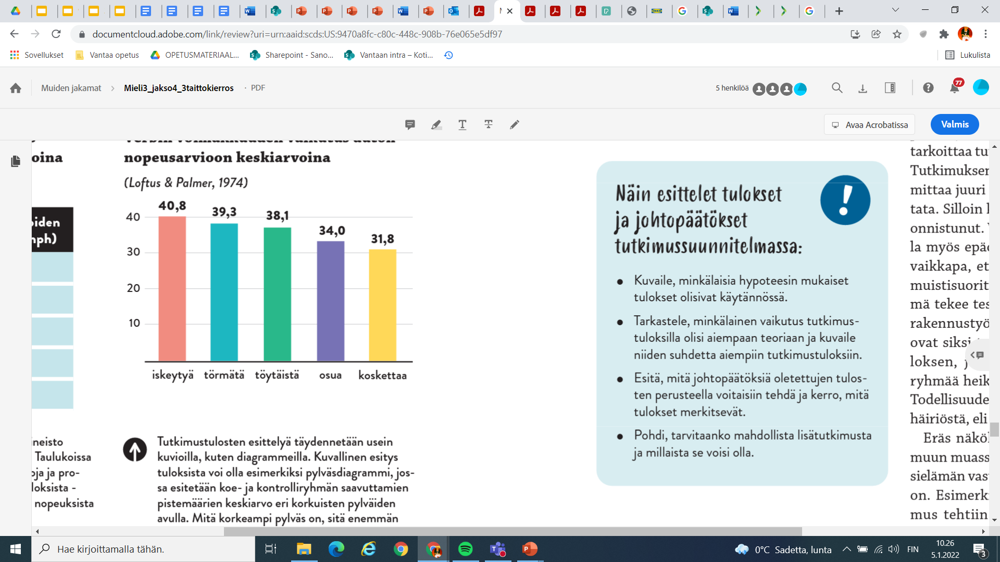 documentcloud.adobe.com/link/review?uri=urn:aaid:scds:US:9470a8fc-c80c-448c-908b-76e065e5df97
Sovellukset
Vantaa opetus
OPETUSMATERIAAL...
Sharepoint - Sano...
Vantaan intra – Koti...
Lukulista
Muiden jakamat
Mieli3_jakso4_3taittokierros
· PDF
5 henkilöä
77
Avaa Acrobatissa
Valmis
oina
iden
nph)
ineisto
Taulukoissa
oja ja pro-
loksista -
nopeuksista
nopeusarvioon keskiarvoina
(Loftus & Palmer, 1974)
40,8
39,3
38,1
34,0
31,8
40
30
20
10
iskeytyä
törmätä
töytäistä
osua
koskettaa
Tutkimustulosten esittelyä täydennetään usein
kuvioilla, kuten diagrammeilla. Kuvallinen esitys
tuloksista voi olla esimerkiksi pylväsdiagrammi, jos-
sa esitetään koe- ja kontrolliryhmän saavuttamien
pistemäärien keskiarvo eri korkuisten pylväiden
avulla. Mitä korkeampi pylväs on, sitä enemmän
Näin esittelet tulokset
ja johtopäätökset
tutkimussuunnitelmassa:
!
● Kuvaile, minkälaisia hypoteesin mukaiset
tulokset olisivat käytännössä.
● Tarkastele, minkälainen vaikutus tutkimus-
tuloksilla olisi aiempaan teoriaan ja kuvaile
niiden suhdetta aiempiin tutkimustuloksiin.
● Esitä, mitä johtopäätöksiä oletettujen tulos-
ten perusteella voitaisiin tehdä ja kerro, mitä
tulokset merkitsevät.
● Pohdi, tarvitaanko mahdollista lisätutkimusta
ja millaista se voisi olla.
tarkoittaa tu
Tutkimuksen
mittaa juuri
tata. Silloin
onnistunut.
la myös epäo
vaikkapa, et
muistisuorit
mä tekee tes
rakennustyö
ovat siksi
loksen, j
ryhmää heik
Todellisuude
häiriöstä, eli
Eräs näköl
muun muass
sielämän vas
on. Esimerk
mus tehtiin
Hae kirjoittamalla tähän.
0°C Sadetta, lunta
FIN
10.26
5.1.2022
3